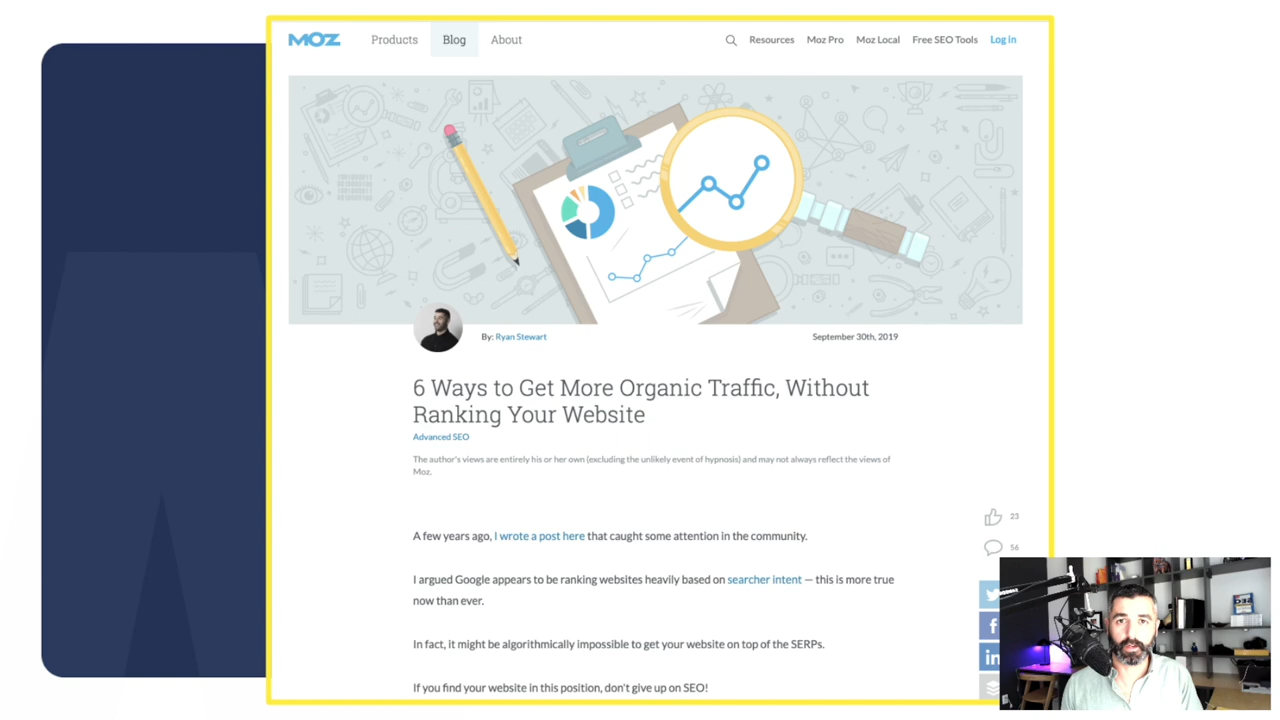 MOZ Products Blog About Resources Moz Pro Moz Local Free SEO Tools Log in
By: Ryan Stewart September 30th, 2019
6 Ways to Get More Organic Traffic, Without
Ranking Your Website
Advanced SEO
The author's views are entirely his or her own (excluding the unlikely event of hypnosis) and may not always reflect the views of
Moz.
A few years ago, I wrote a post here that caught some attention in the community.
23
56
I argued Google appears to be ranking websites heavily based on searcher intent — this is more true
now than ever.
In fact, it might be algorithmically impossible to get your website on top of the SERPs.
If you find your website in this position, don't give up on SEO!
f
in
SEO